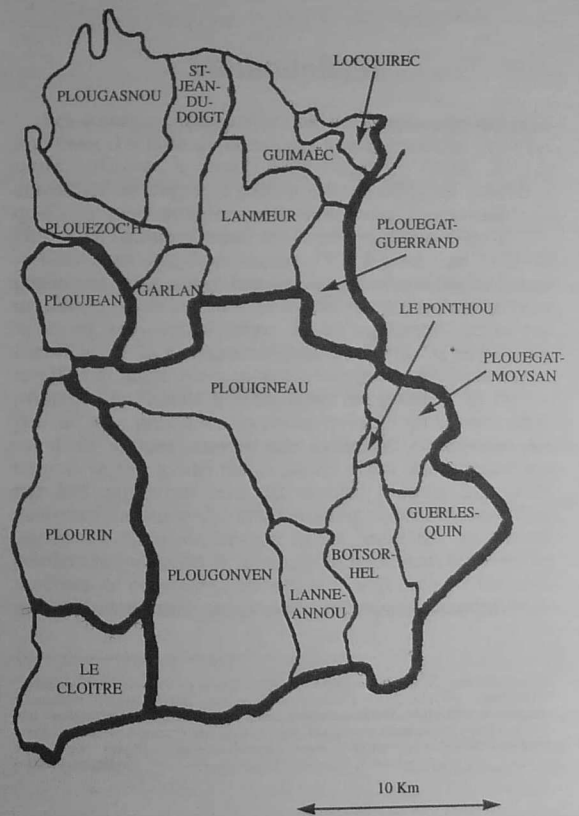 LOCQUIREC
PLOUGASNOU
ST-
JEAN-
DU-
DOIGT
GUIMAËC
LANMEUR
PLOUEZOC'H
PLOUEGAT-
GUERRAND
PLOUJEAN
GARLAN
LE PONTHOU
PLOUEGAT-
MOYSAN
PLOUIGNEAU
GUERLES-
QUIN
PLOURIN
PLOUGONVEN
BOTSOR-
HEL
LANNE-
ANNOU
LE
CLOITRE
10 Km